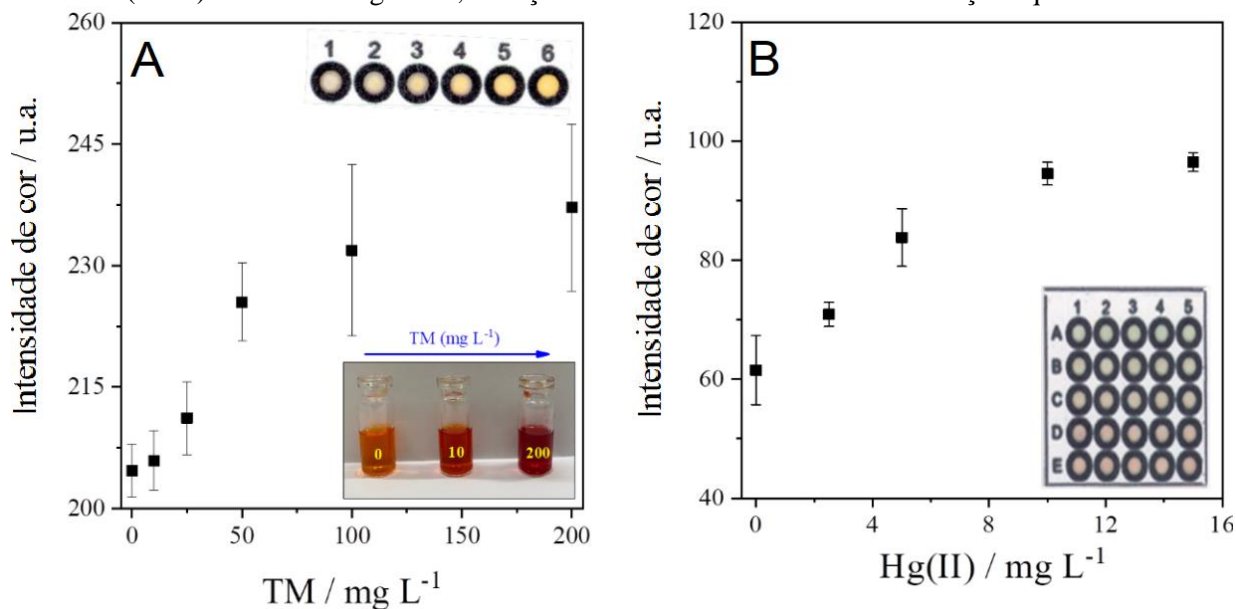 A
B
260
245
230
215
200
0
50
100
150
200
Intensidade de cor / u.a.
TM / mg L⁻¹
1 2 3 4 5 6
TM (mg L⁻¹)
0
10
200
120
100
80
60
40
0
4
8
12
16
Intensidade de cor / u.a.
Hg(II) / mg L⁻¹
1 2 3 4 5
A
B
C
D
E